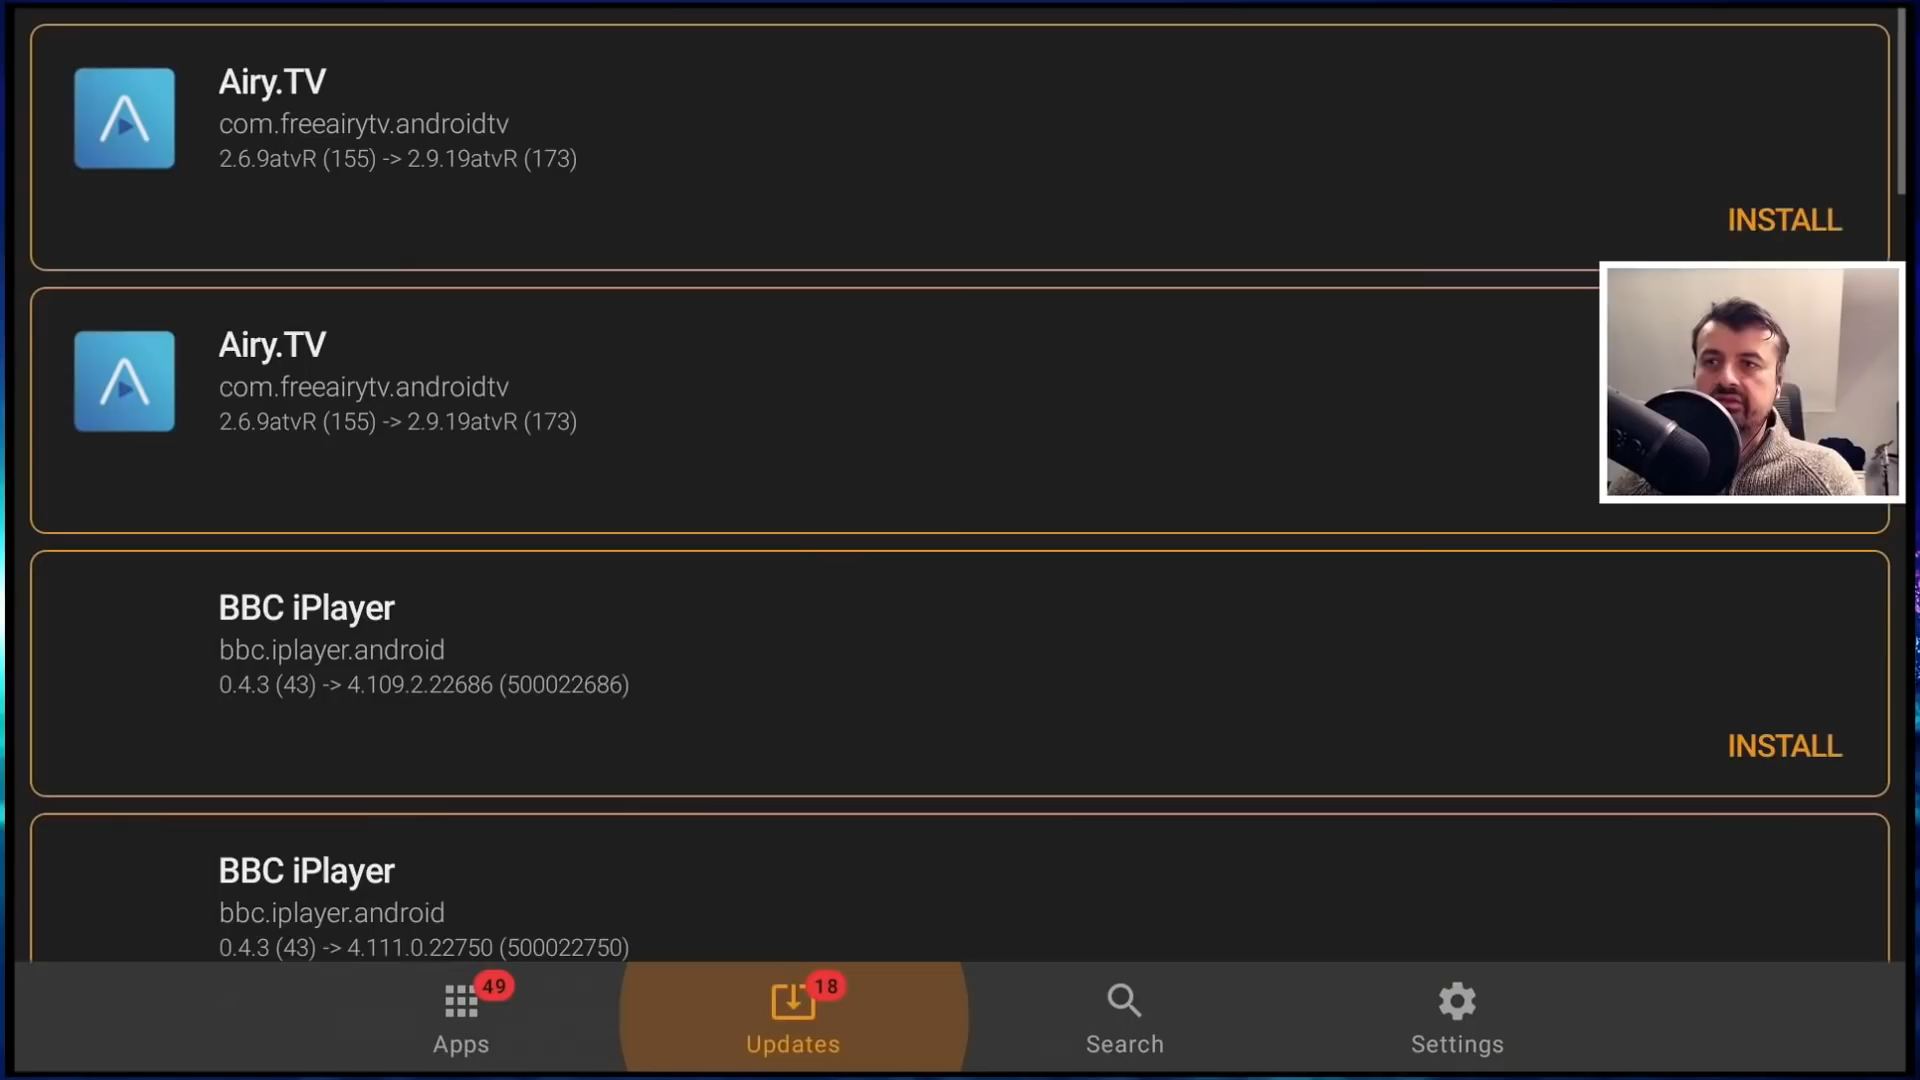 Airy.TV
com.freeairytv.androidtv
2.6.9atvR (155) -> 2.9.19atvR (173)
INSTALL
Airy.TV
com.freeairytv.androidtv
2.6.9atvR (155) -> 2.9.19atvR (173)
BBC iPlayer
bbc.iplayer.android
0.4.3 (43) -> 4.109.2.22686 (500022686)
INSTALL
BBC iPlayer
bbc.iplayer.android
0.4.3 (43) -> 4.111.0.22750 (500022750)
49
18
Apps
Updates
Search
Settings